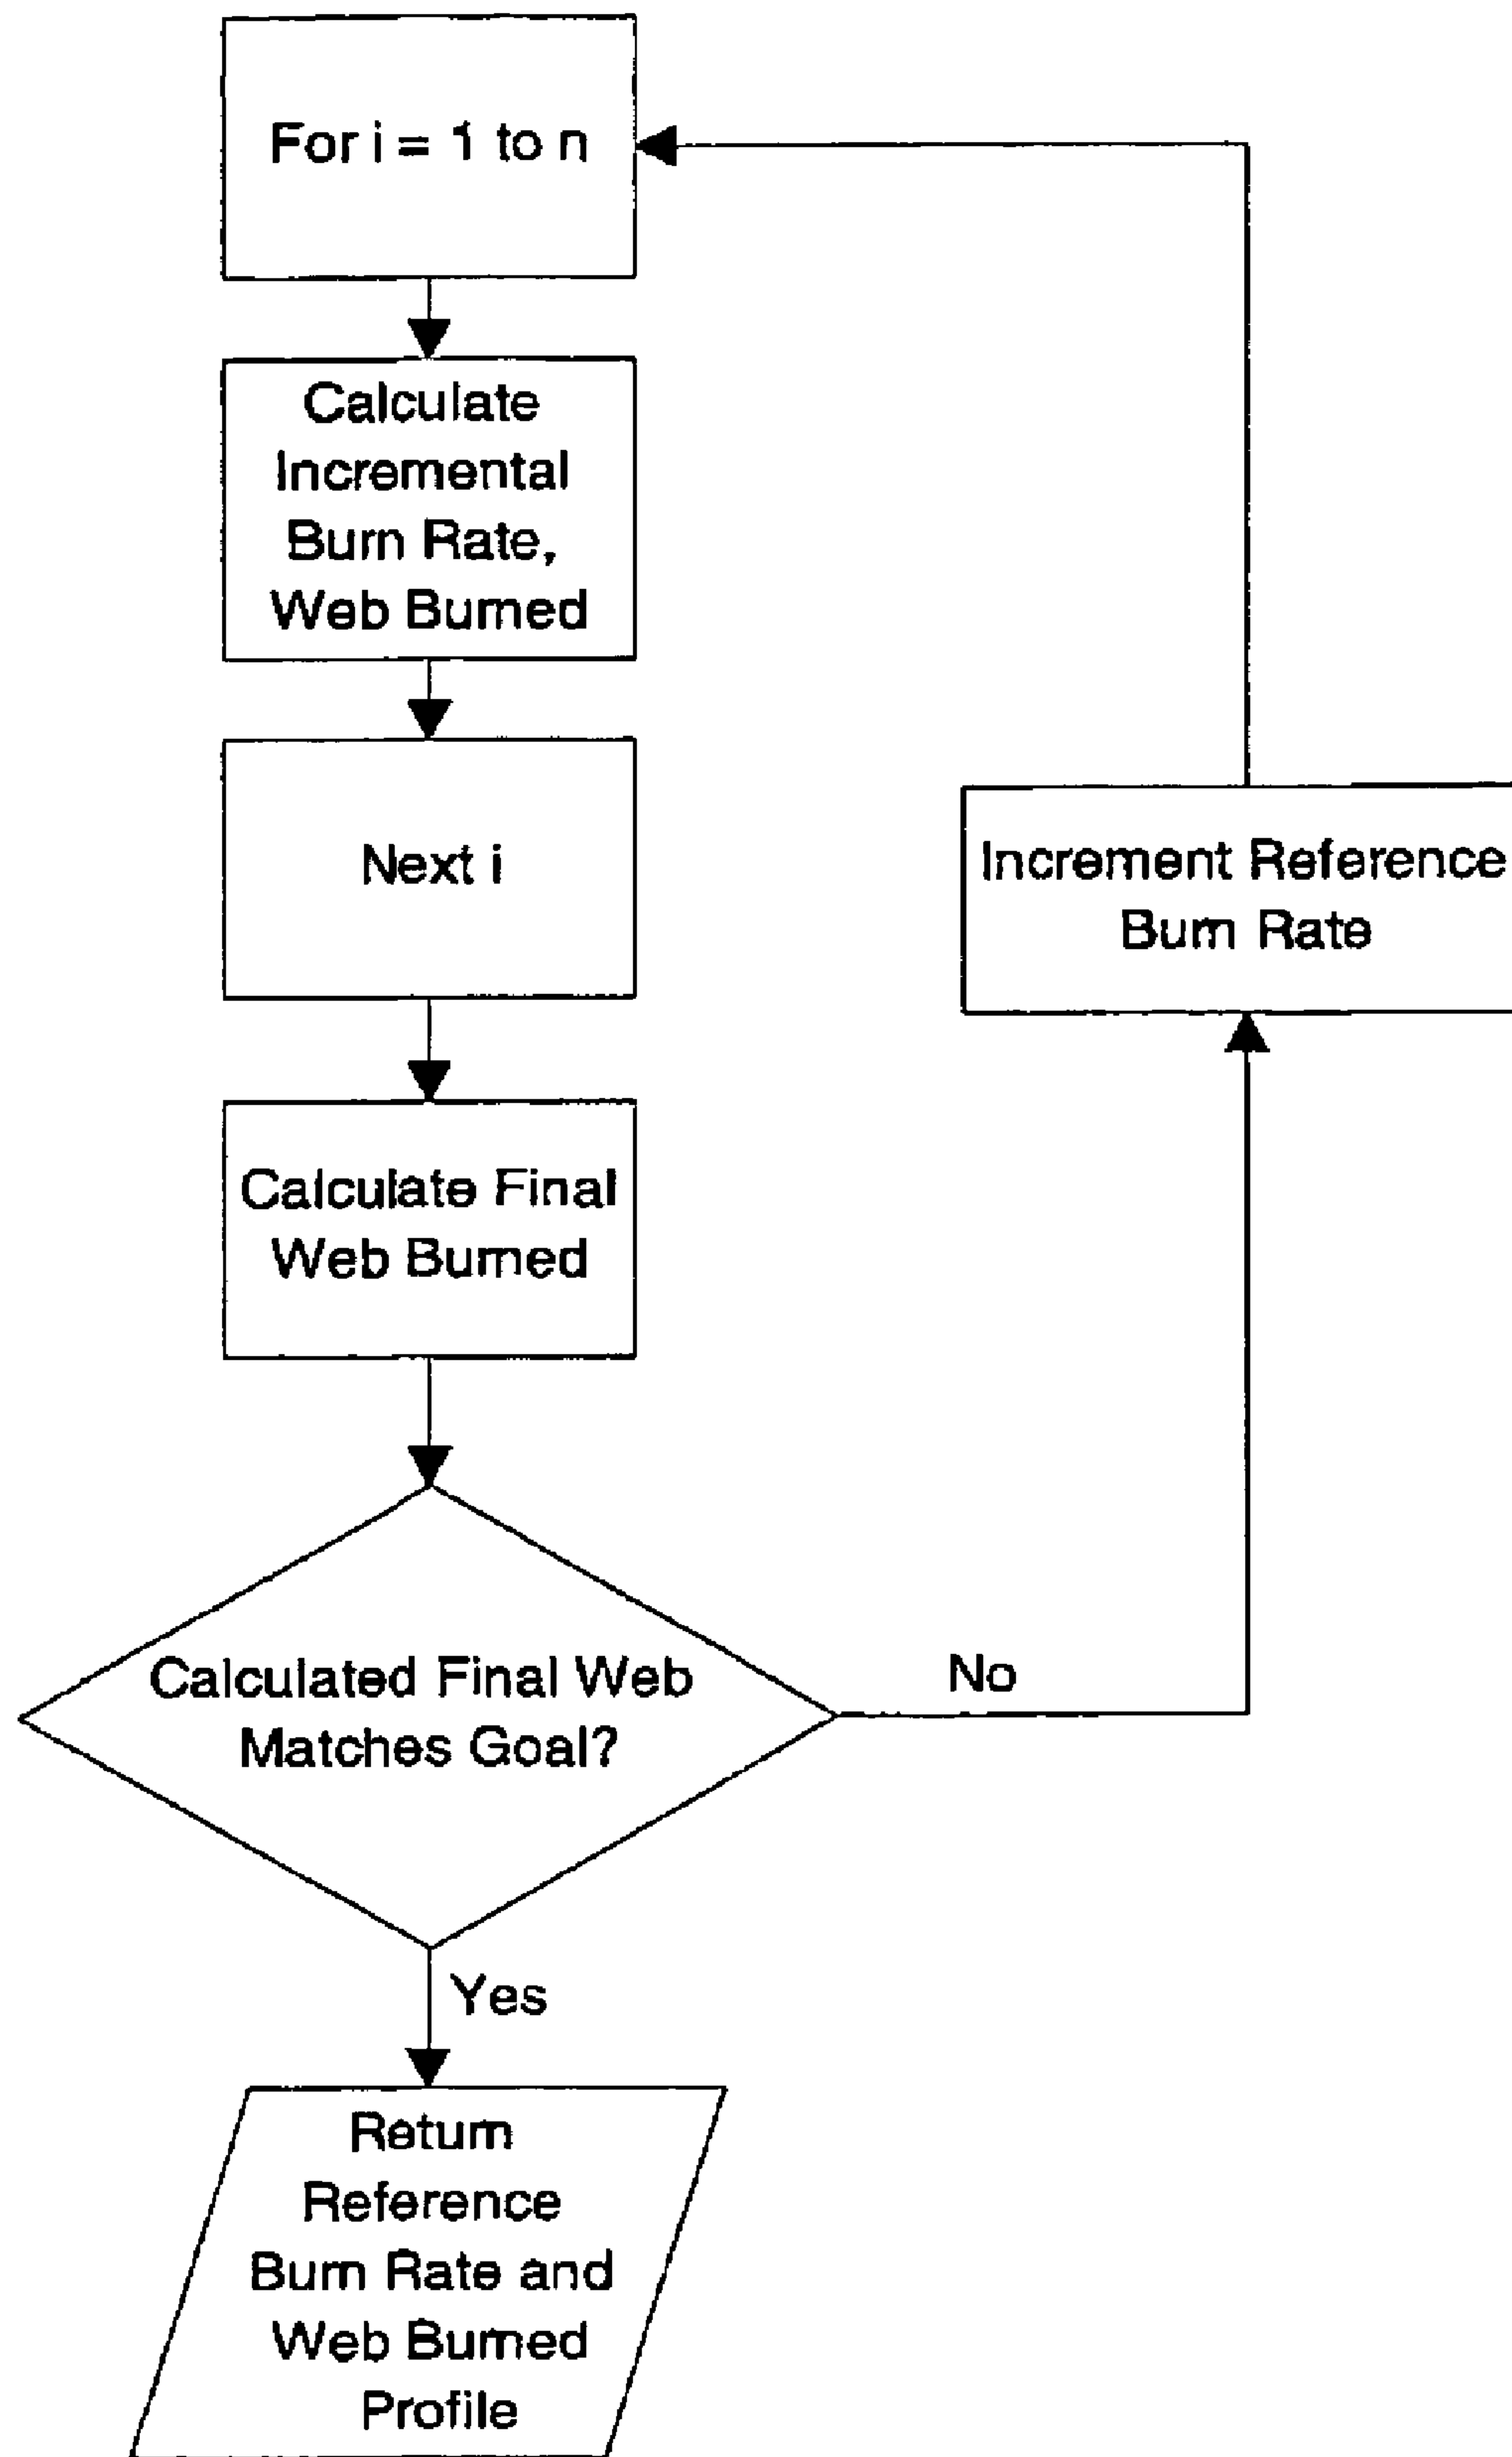 For i = 1 to n
Calculate
Incremental
Burn Rate,
Web Burned
Next i
Increment Reference
Burn Rate
Calculate Final
Web Burned
Calculated Final Web
Matches Goal?
No
Yes
Return
Reference
Burn Rate and
Web Burned
Profile